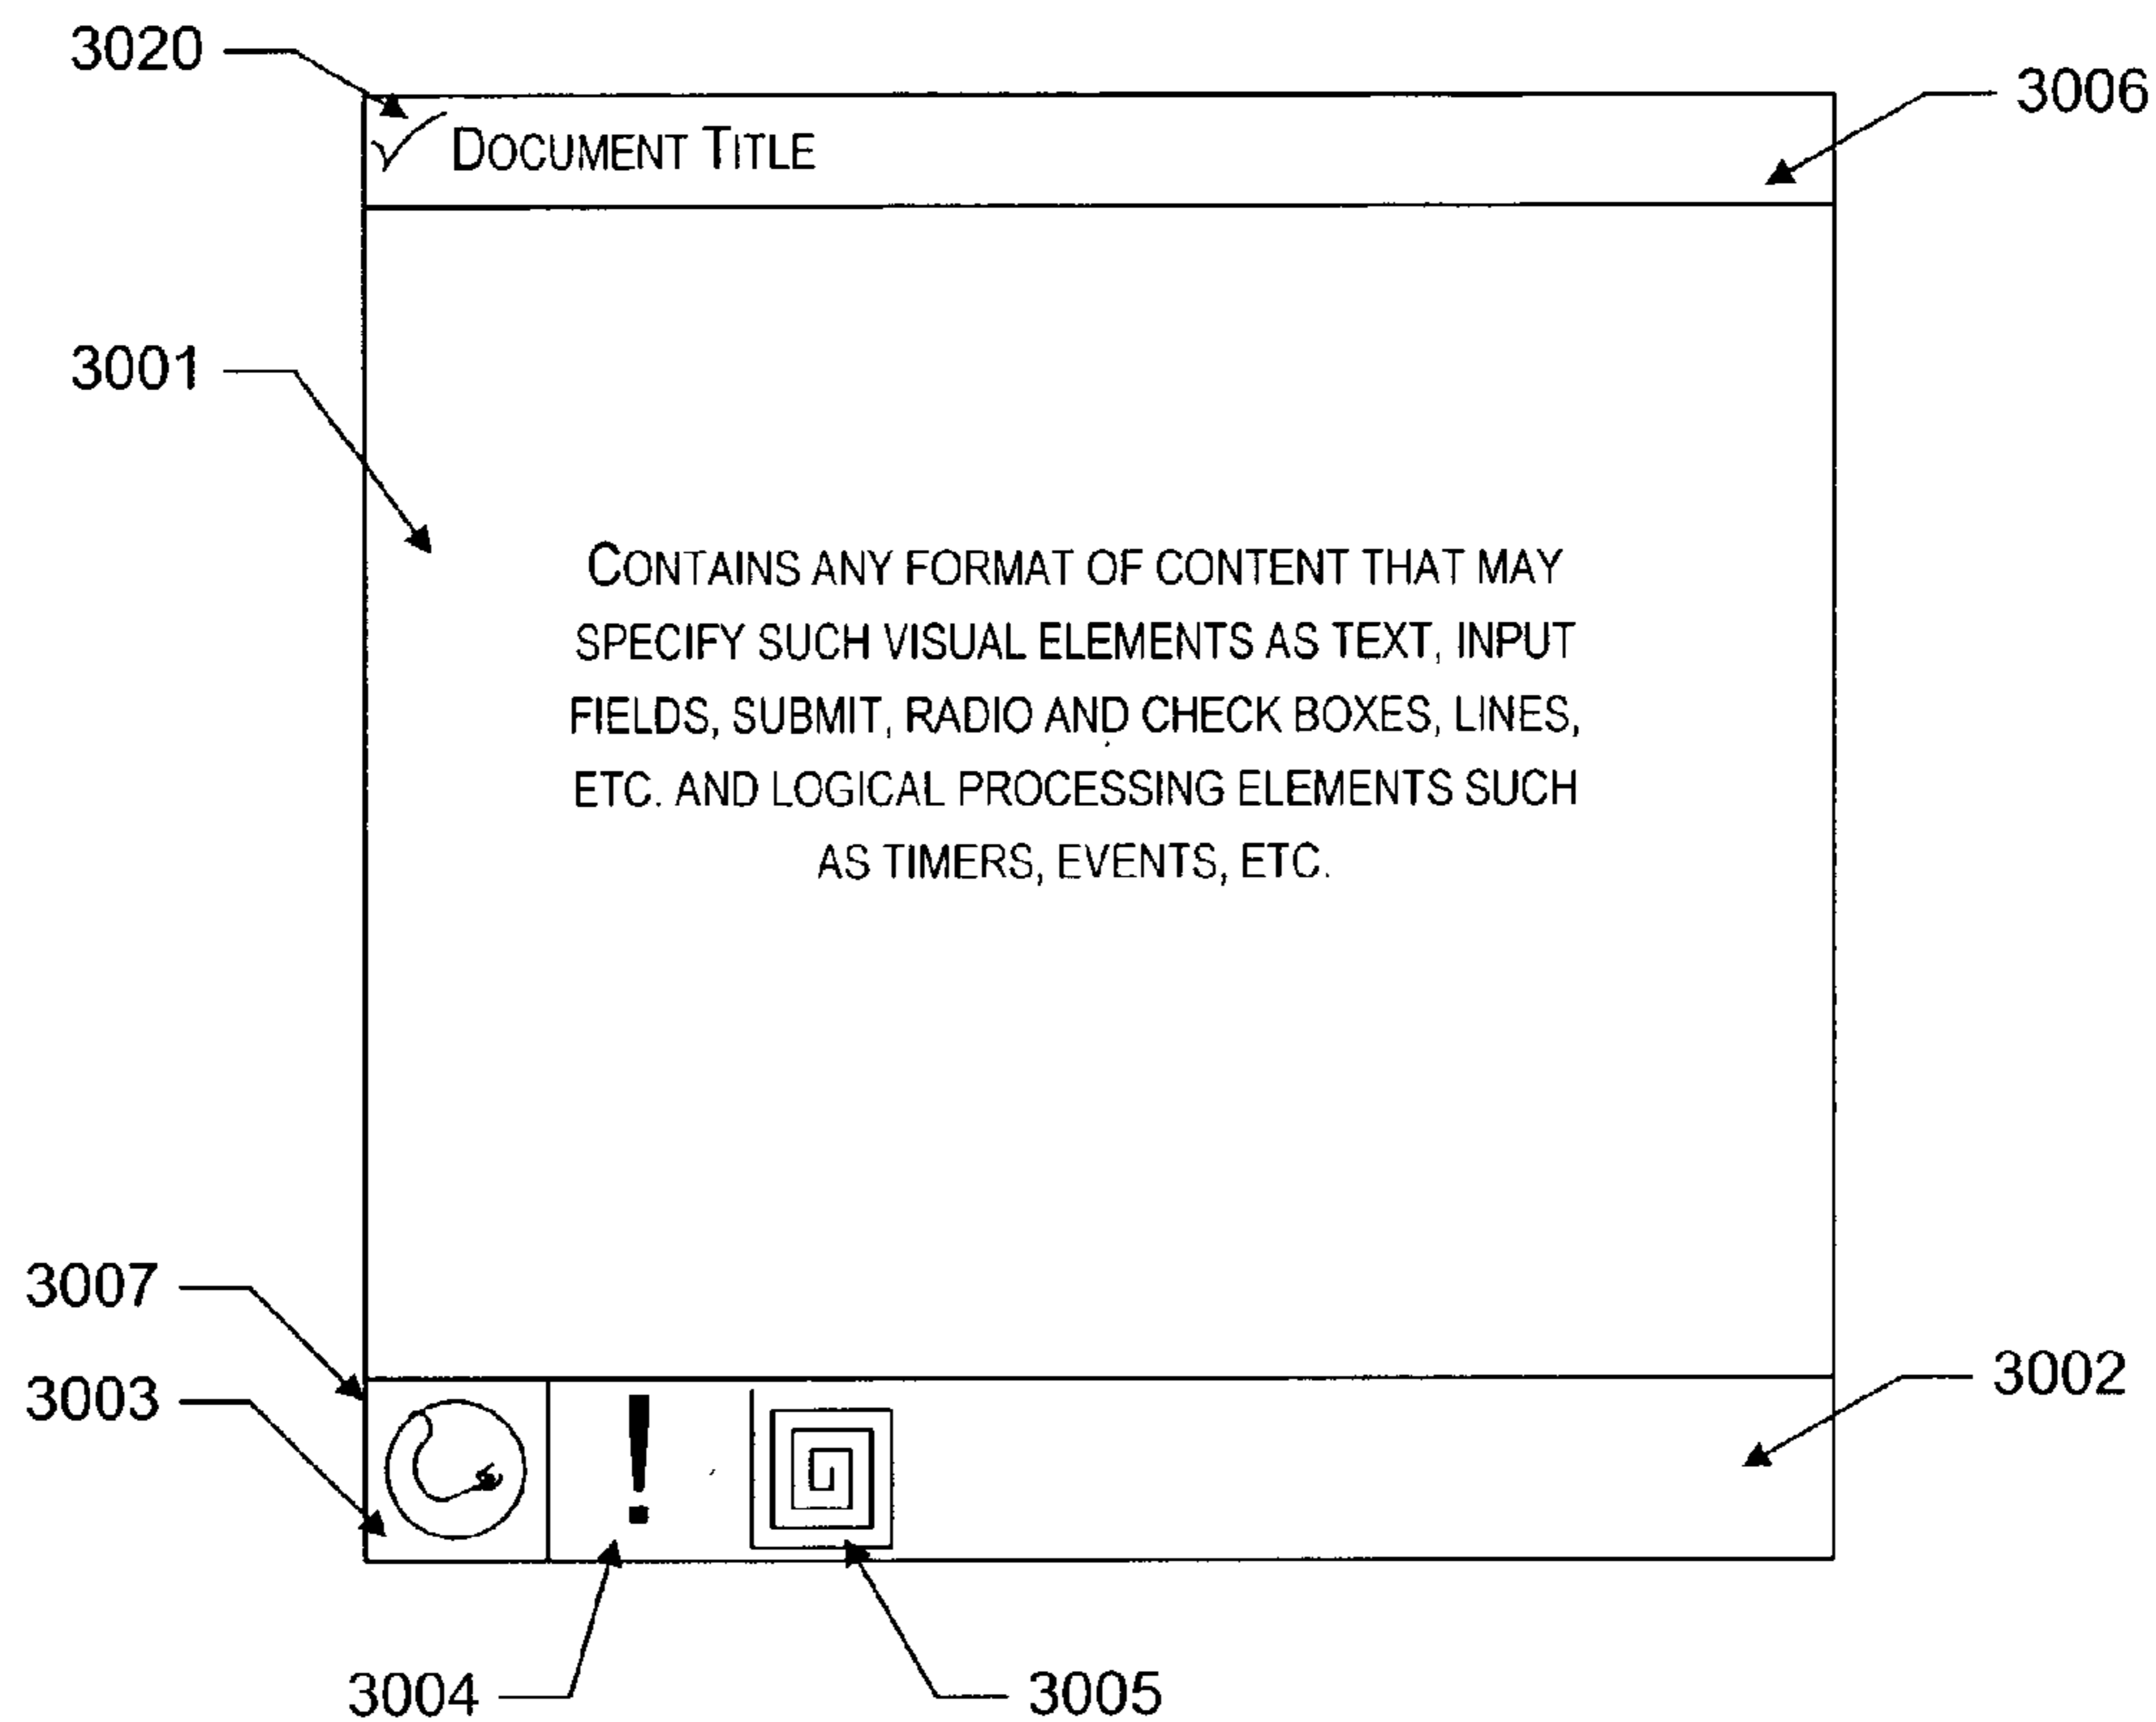 3020
3006
DOCUMENT TITLE
3001
CONTAINS ANY FORMAT OF CONTENT THAT MAY
SPECIFY SUCH VISUAL ELEMENTS AS TEXT, INPUT
FIELDS, SUBMIT, RADIO AND CHECK BOXES, LINES,
ETC. AND LOGICAL PROCESSING ELEMENTS SUCH
AS TIMERS, EVENTS, ETC.
3007
3002
3003
!
3004
3005